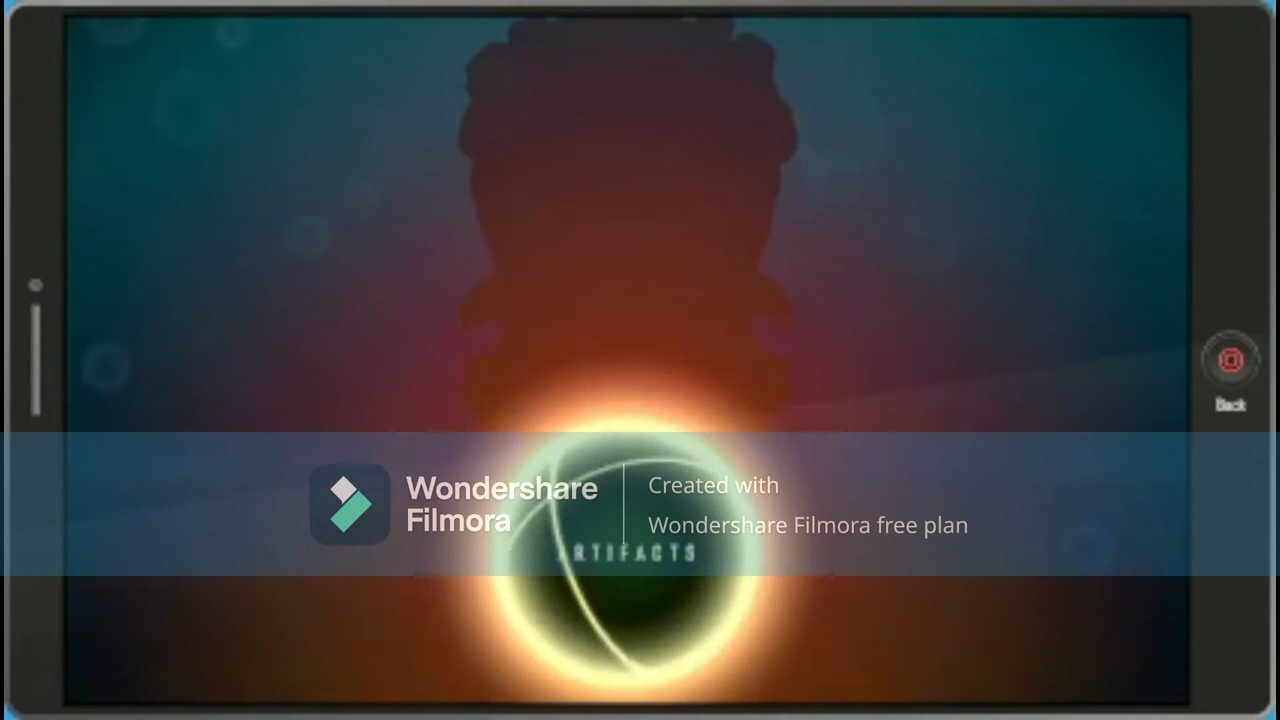 Back
Wondershare
Filmora
Created with
Wondershare Filmora free plan
ARTIFACTS